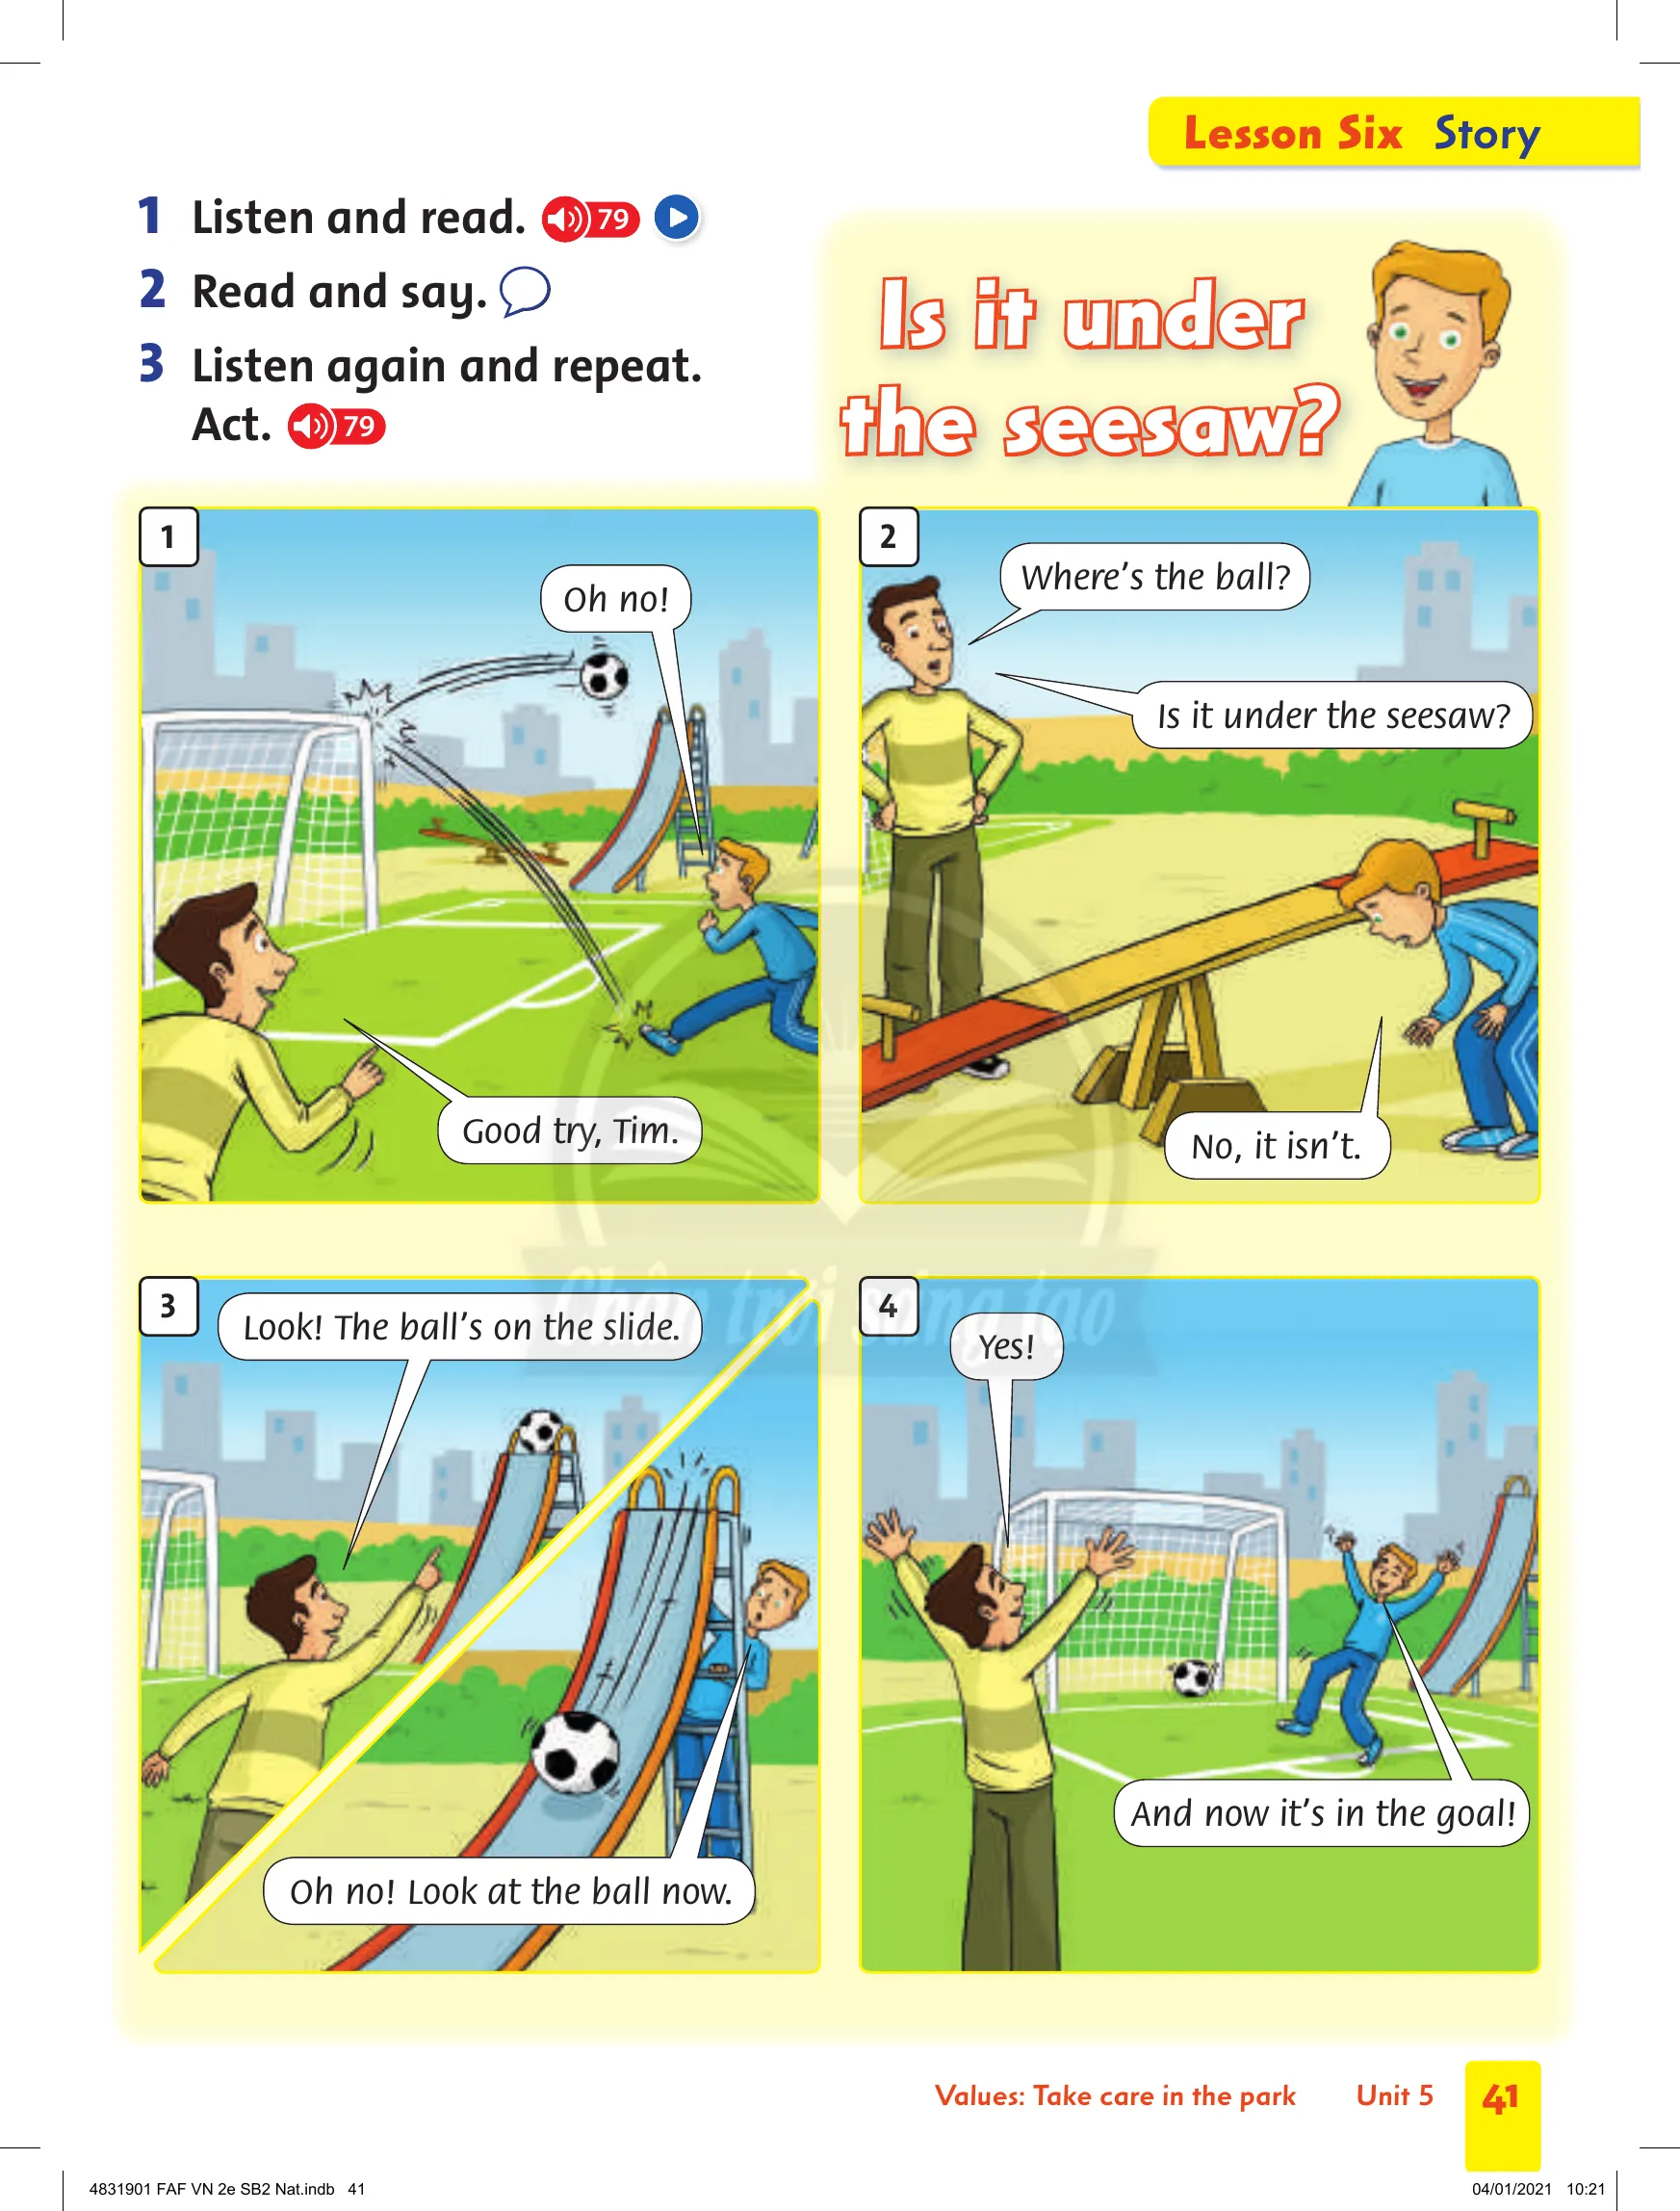 Lesson Six Story
1 Listen and read. 79
2 Read and say.
3 Listen again and repeat.
Act. 79
Is it under
the seesaw?
1
Oh no!
Good try, Tim.
2
Where's the ball?
Is it under the seesaw?
No, it isn't.
3
Look! The ball's on the slide.
Oh no! Look at the ball now.
4
Yes!
And now it's in the goal!
Chân trời sáng tạo
Values: Take care in the park Unit 5 41
4831901 FAF VN 2e SB2 Nat.indb 41 04/01/2021 10:21